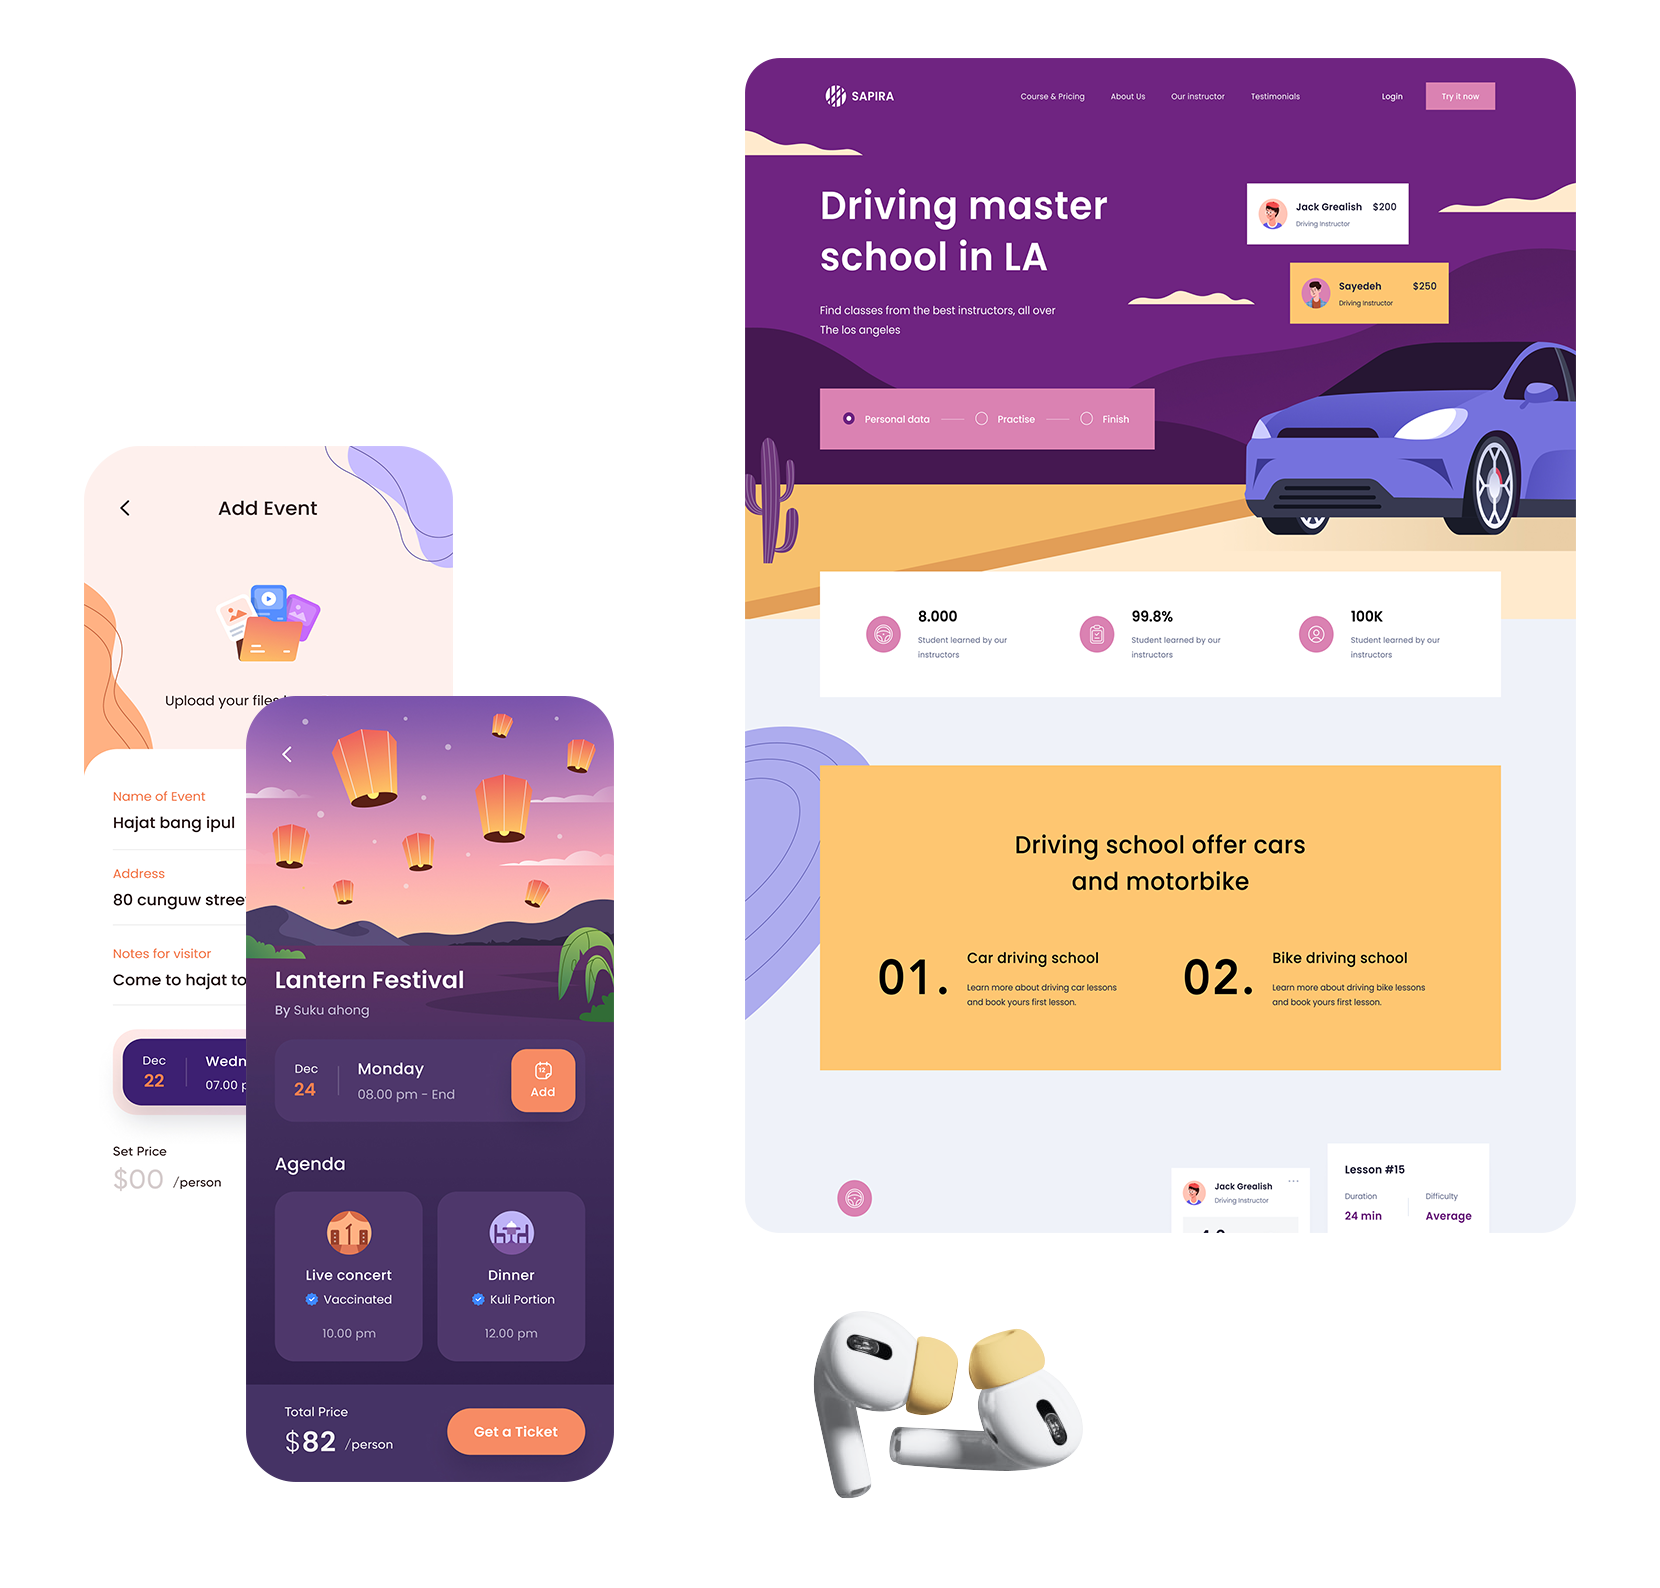 SAPIRA
Course & Pricing
About Us
Our instructor
Testimonials
Login
Try it now
Driving master
school in LA
Find classes from the best instructors, all over
The los angeles
Jack Grealish $200
Driving Instructor
Sayedeh $250
Driving Instructor
Personal data
Practise
Finish
8.000
Student learned by our
instructors
99.8%
Student learned by our
instructors
100K
Student learned by our
instructors
Driving school offer cars
and motorbike
01.
Car driving school
Learn more about driving car lessons
and book yours first lesson.
02.
Bike driving school
Learn more about driving bike lessons
and book yours first lesson.
Jack Grealish
Driving Instructor
Lesson #15
Duration
24 min
Difficulty
Average
Add Event
Upload your files
Name of Event
Hajat bang ipul
Address
80 cunguw stree
Notes for visitor
Come to hajat to
Dec
22
Wedn
07.00 p
Set Price
$00 /person
Lantern Festival
By Suku ahong
Dec
24
Monday
08.00 pm - End
12
Add
Agenda
Live concert
Vaccinated
10.00 pm
Dinner
Kuli Portion
12.00 pm
Total Price
$82 /person
Get a Ticket